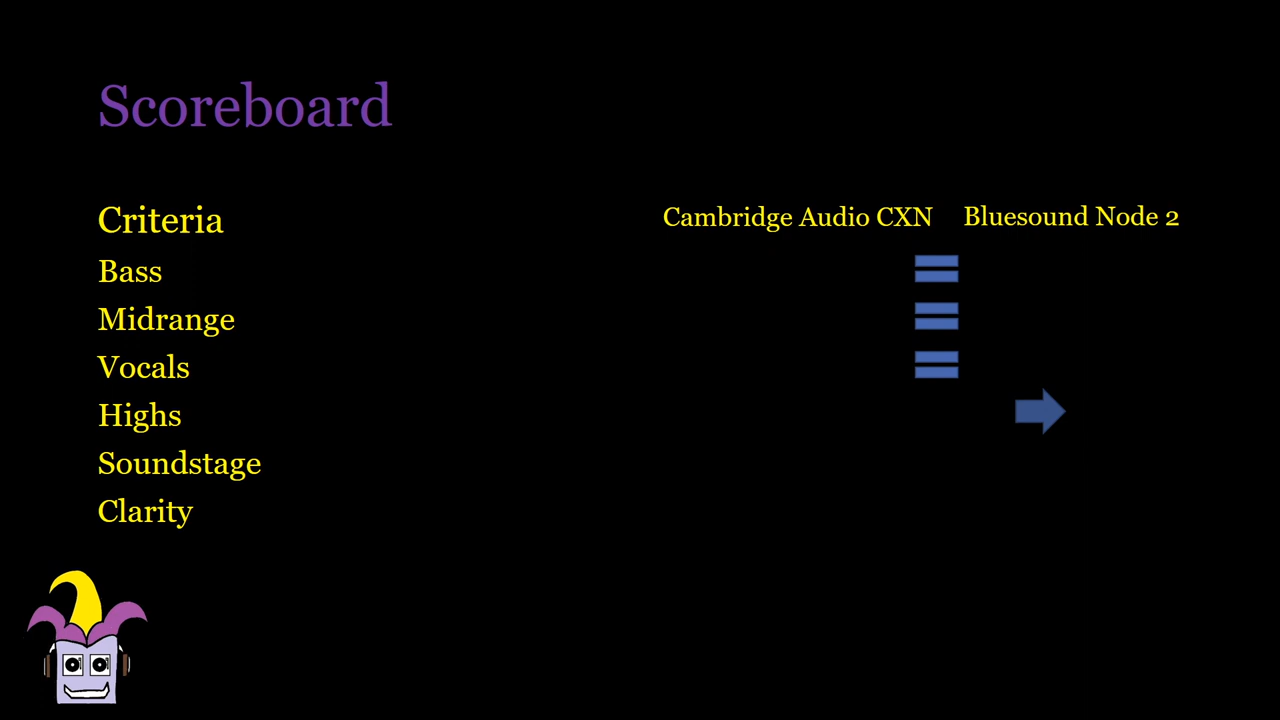 Scoreboard
Criteria
Cambridge Audio CXN
Bluesound Node 2
Bass
Midrange
Vocals
Highs
Soundstage
Clarity